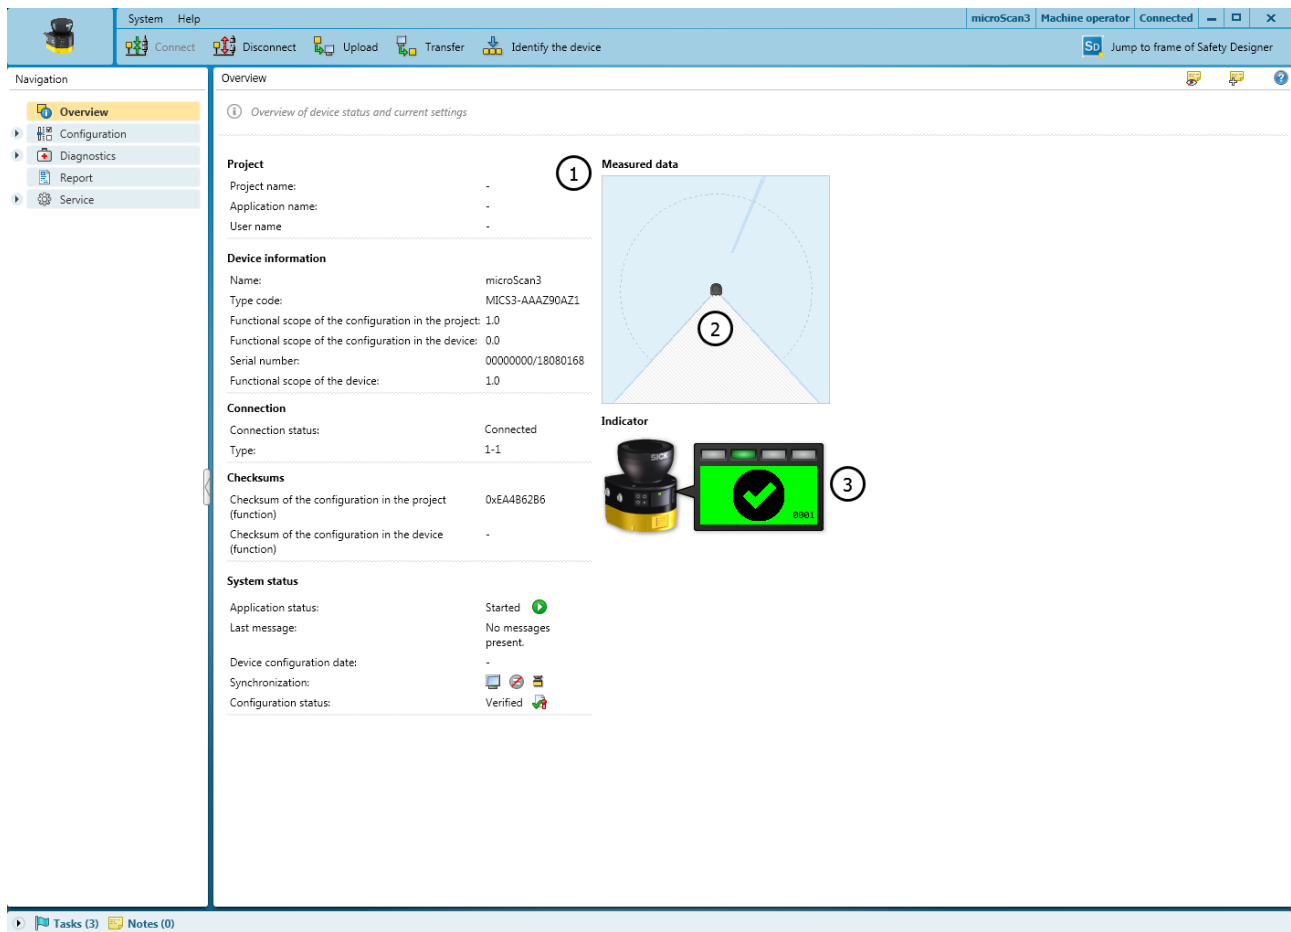 System Help
microScan3 Machine operator Connected
Connect Disconnect Upload Transfer Identify the device
SD Jump to frame of Safety Designer
Navigation
Overview
Overview
Configuration
Diagnostics
Report
Service
Overview of device status and current settings
Project
Project name: -
Application name: -
User name -
Device information
Name: microScan3
Type code: MICS3-AAAZ90AZ1
Functional scope of the configuration in the project: 1.0
Functional scope of the configuration in the device: 0.0
Serial number: 00000000/18080168
Functional scope of the device: 1.0
Connection
Connection status: Connected
Type: 1-1
Checksums
Checksum of the configuration in the project 0xEA4B62B6
(function)
Checksum of the configuration in the device -
(function)
System status
Application status: Started
Last message: No messages
present.
Device configuration date: -
Synchronization:
Configuration status: Verified
1
Measured data
2
Indicator
SICK
0001
3
Tasks (3) Notes (0)